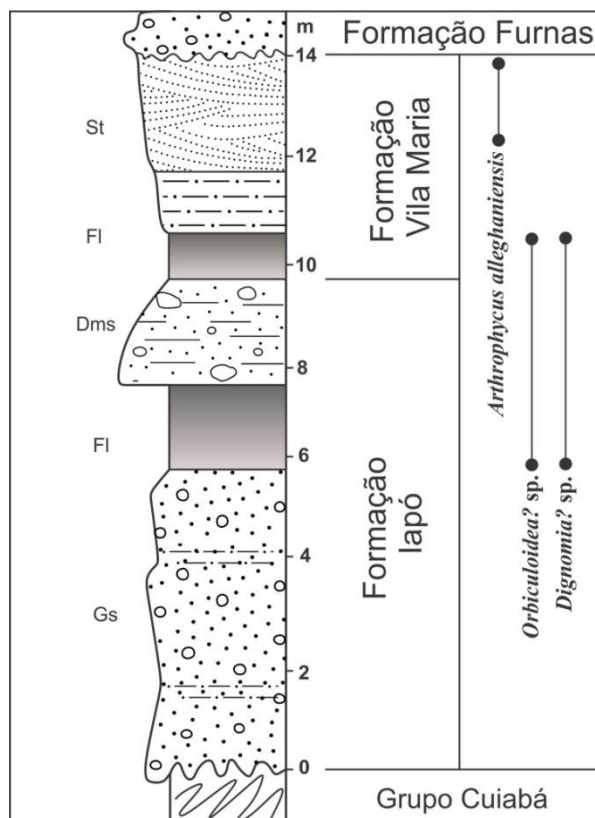 m
14
12
10
8
6
4
2
0
St
Fl
Dms
Fl
Gs
Formação Furnas
Formação
Vila Maria
Formação
Iapó
Grupo Cuiabá
Arthrophycus alleghaniensis
Orbiculoidea? sp.
Dignomia? sp.